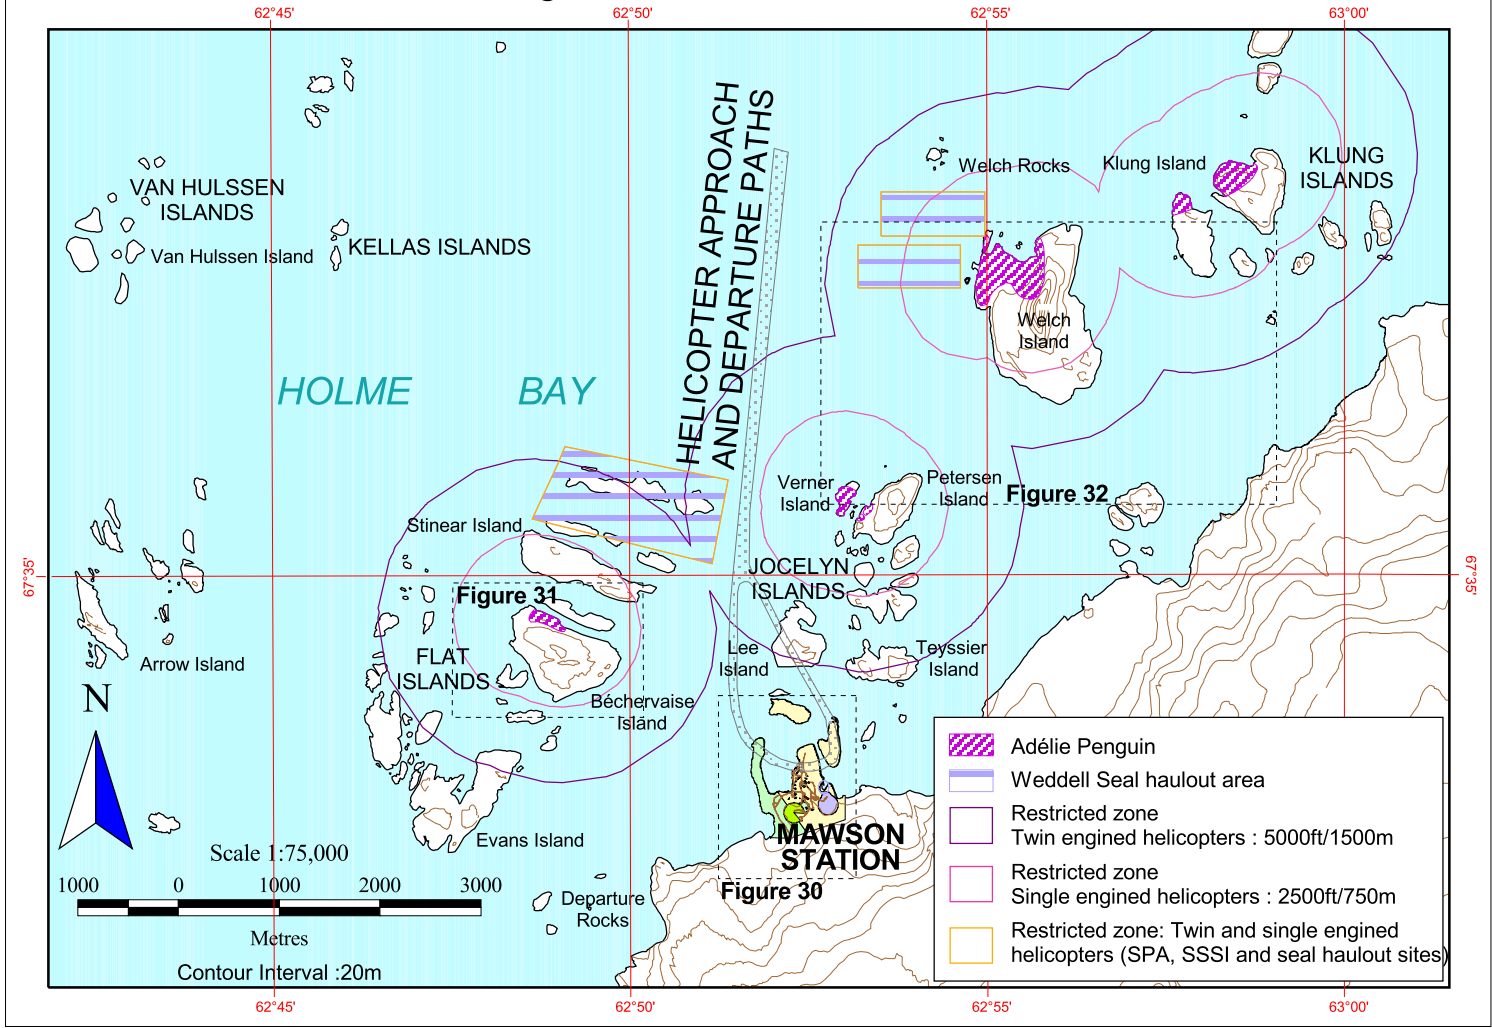 62°45'
62°50'
62°55'
63°00'
HELICOPTER APPROACH
AND DEPARTURE PATHS
Welch Rocks
Klung Island
KLUNG
ISLANDS
VAN HULSSEN
ISLANDS
Van Hulssen Island
KELLAS ISLANDS
Welch
Island
HOLME BAY
Verner
Island
Petersen
Island
Figure 32
Stinear Island
67°35'
67°35'
JOCELYN
ISLANDS
Figure 31
Arrow Island
FLAT
ISLANDS
Lee
Island
Teyssier
Island
Béchervaise
Island
N
Evans Island
MAWSON
STATION
Figure 30
Departure
Rocks
Scale 1:75,000
1000 0 1000 2000 3000
Metres
Contour Interval :20m
Adélie Penguin
Weddell Seal haulout area
Restricted zone
Twin engined helicopters : 5000ft/1500m
Restricted zone
Single engined helicopters : 2500ft/750m
Restricted zone: Twin and single engined
helicopters (SPA, SSSI and seal haulout sites)
62°45'
62°50'
62°55'
63°00'